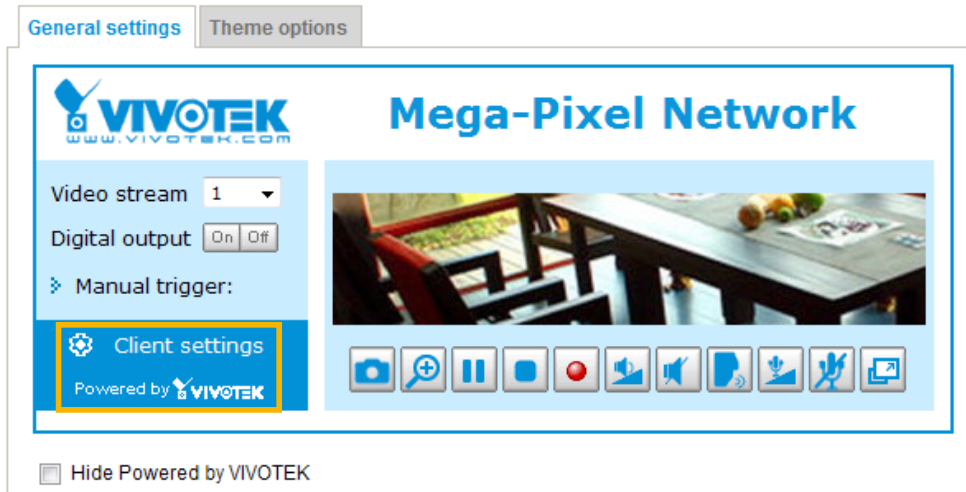 General settings
Theme options
VIVOTEK
www.vivotek.com
Mega-Pixel Network
Video stream 1
Digital output On Off
Manual trigger:
Client settings
Powered by VIVOTEK
Hide Powered by VIVOTEK